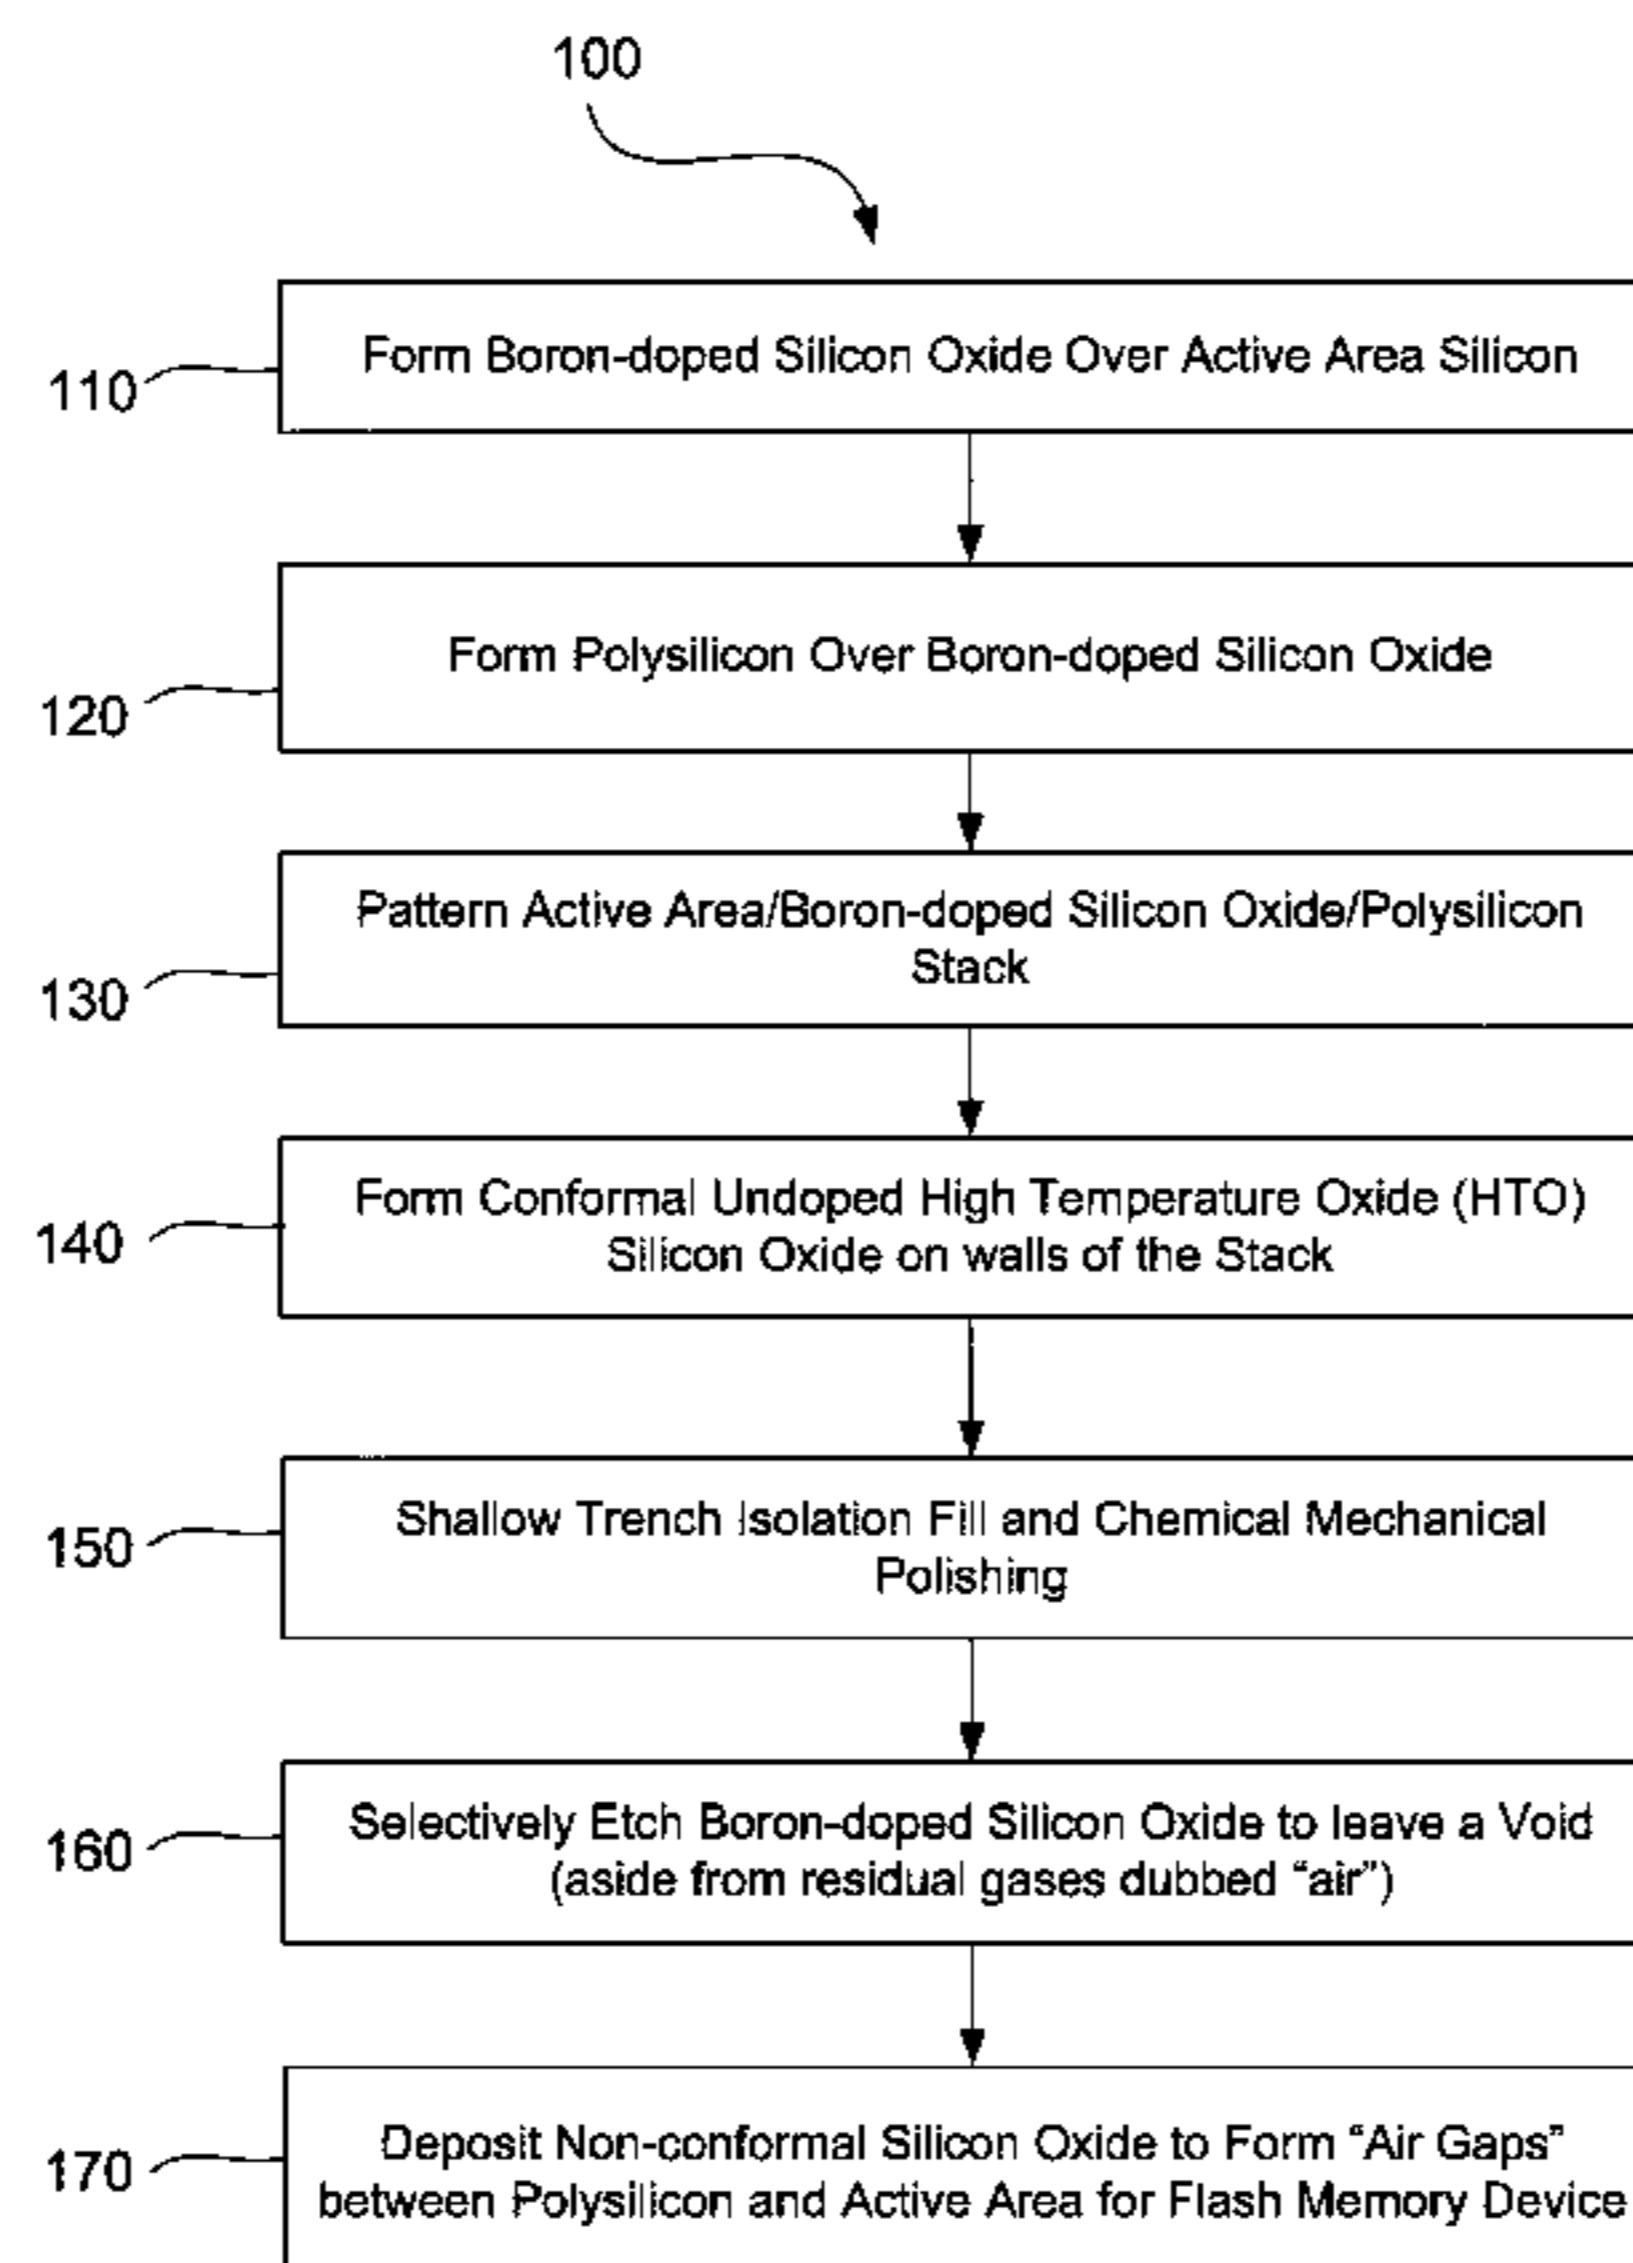 100
110
Form Boron-doped Silicon Oxide Over Active Area Silicon
120
Form Polysilicon Over Boron-doped Silicon Oxide
130
Pattern Active Area/Boron-doped Silicon Oxide/Polysilicon
Stack
140
Form Conformal Undoped High Temperature Oxide (HTO)
Silicon Oxide on walls of the Stack
150
Shallow Trench Isolation Fill and Chemical Mechanical
Polishing
160
Selectively Etch Boron-doped Silicon Oxide to leave a Void
(aside from residual gases dubbed “air”)
170
Deposit Non-conformal Silicon Oxide to Form “Air Gaps”
between Polysilicon and Active Area for Flash Memory Device